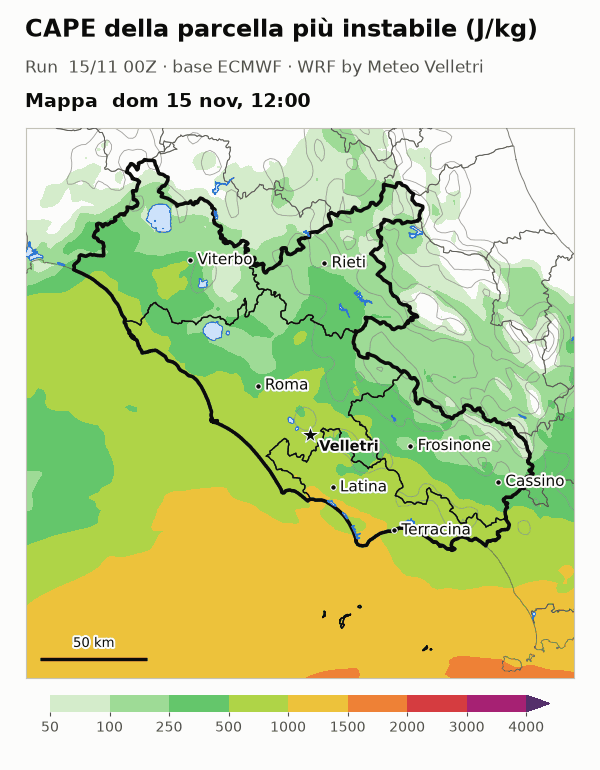 CAPE della parcella più instabile (J/kg)
Run  15/11 00Z · base ECMWF · WRF by Meteo Velletri
Mappa  dom 15 nov, 12:00
Viterbo
Rieti
Roma
Velletri
Frosinone
Latina
Cassino
Terracina
50 km
50 100 250 500 1000 1500 2000 3000 4000